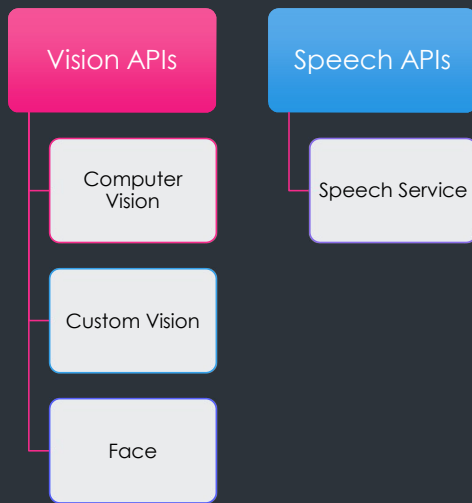 Vision APIs
Computer
Vision
Custom Vision
Face
Speech APIs
Speech Service